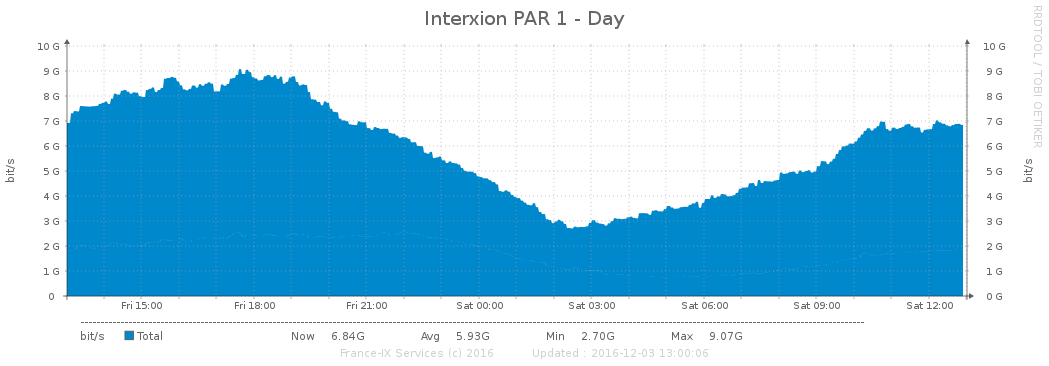 Interxion PAR 1 - Day
RRDTOOL / TOBI OETIKER
bit/s
bit/s
10 G 10 G
9 G 9 G
8 G 8 G
7 G 7 G
6 G 6 G
5 G 5 G
4 G 4 G
3 G 3 G
2 G 2 G
1 G 1 G
0 0 G
Fri 15:00 Fri 18:00 Fri 21:00 Sat 00:00 Sat 03:00 Sat 06:00 Sat 09:00 Sat 12:00
bit/s Total Now 6.84G Avg 5.93G Min 2.70G Max 9.07G
France-IX Services (c) 2016 Updated : 2016-12-03 13:00:06